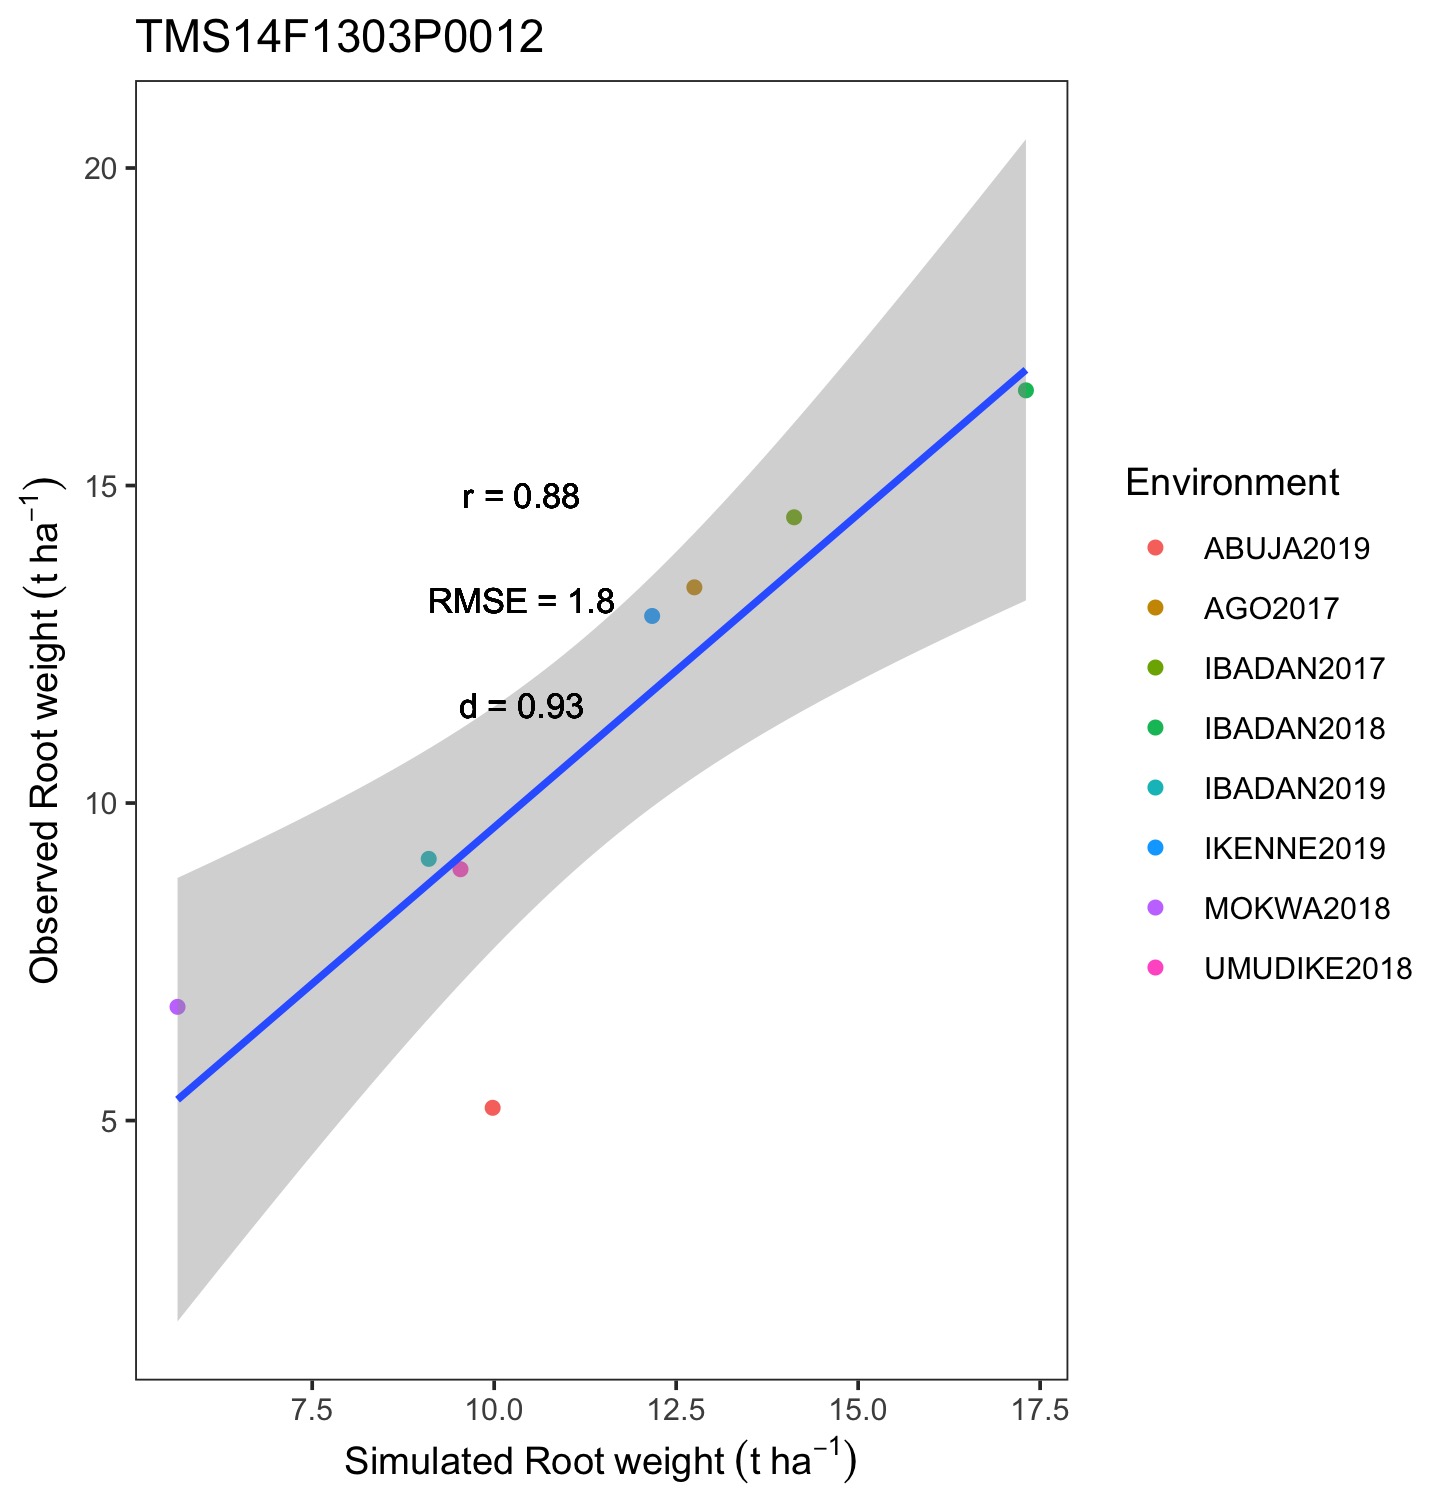 TMS14F1303P0012
Observed Root weight (t ha⁻¹)
20
15
10
5
r = 0.88
RMSE = 1.8
d = 0.93
7.5 10.0 12.5 15.0 17.5
Simulated Root weight (t ha⁻¹)
Environment
ABUJA2019
AGO2017
IBADAN2017
IBADAN2018
IBADAN2019
IKENNE2019
MOKWA2018
UMUDIKE2018